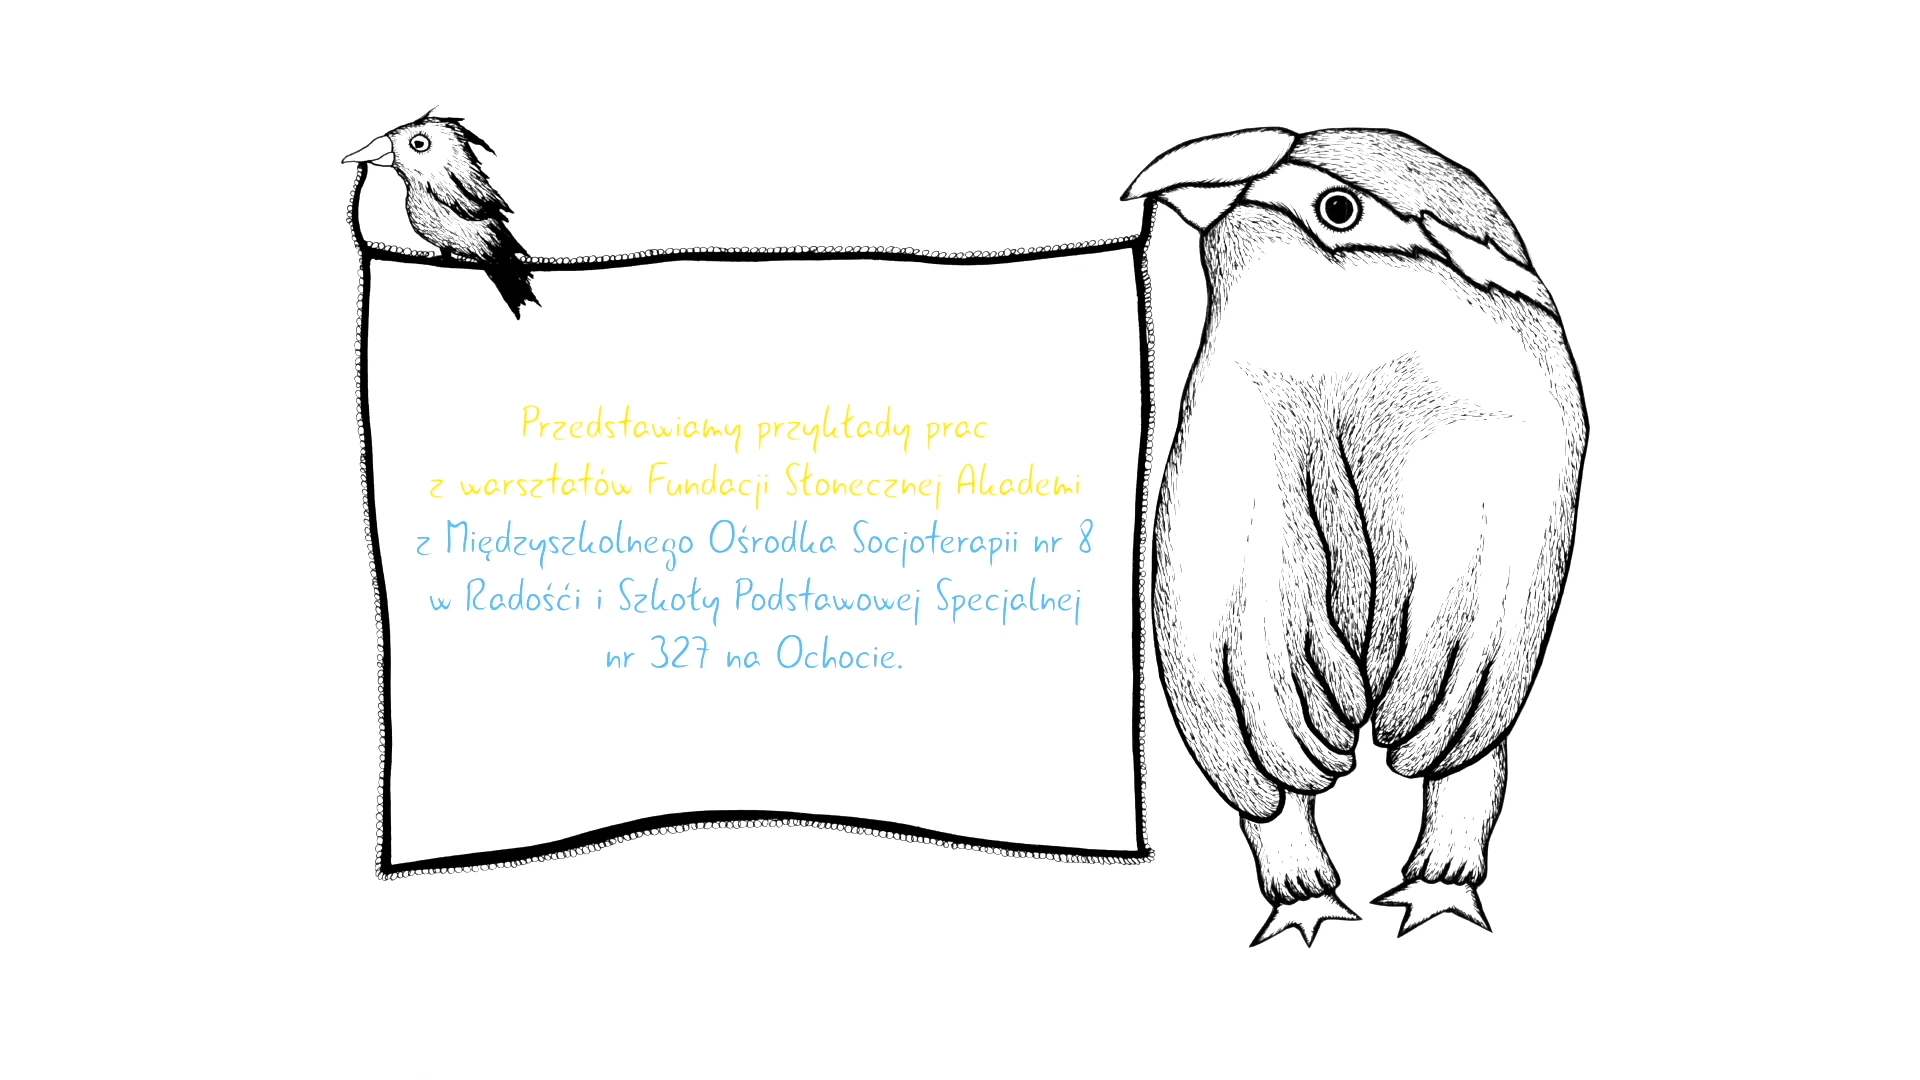 Przedstawiamy przykłady prac
z warsztatów Fundacji Słonecznej Akademi
z Międzyszkolnego Ośrodka Socjoterapii nr 8
w Radośći i Szkoły Podstawowej Specjalnej
nr 327 na Ochocie.